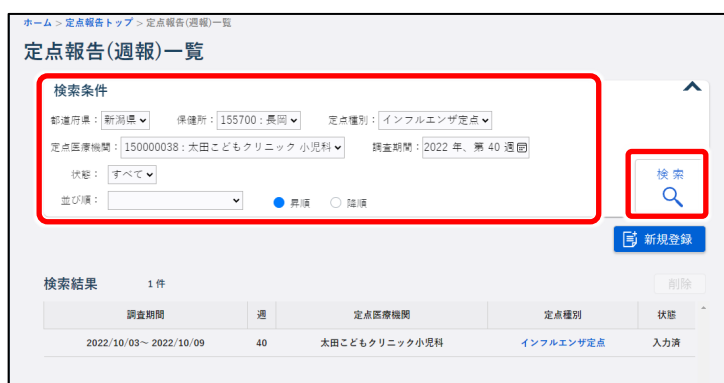 ホーム > 定点報告トップ > 定点報告(週報)一覧
定点報告(週報)一覧
検索条件
都道府県： 新潟県 保健所： 155700 : 長岡 定点種別： インフルエンザ定点
定点医療機関： 150000038 : 太田こどもクリニック 小児科 調査期間： 2022 年、第 40 週
状態： すべて
並び順： 昇順 降順
検索
新規登録
検索結果 1 件 削除
調査期間 週 定点医療機関 定点種別 状態
2022/10/03～ 2022/10/09 40 太田こどもクリニック小児科 インフルエンザ定点 入力済